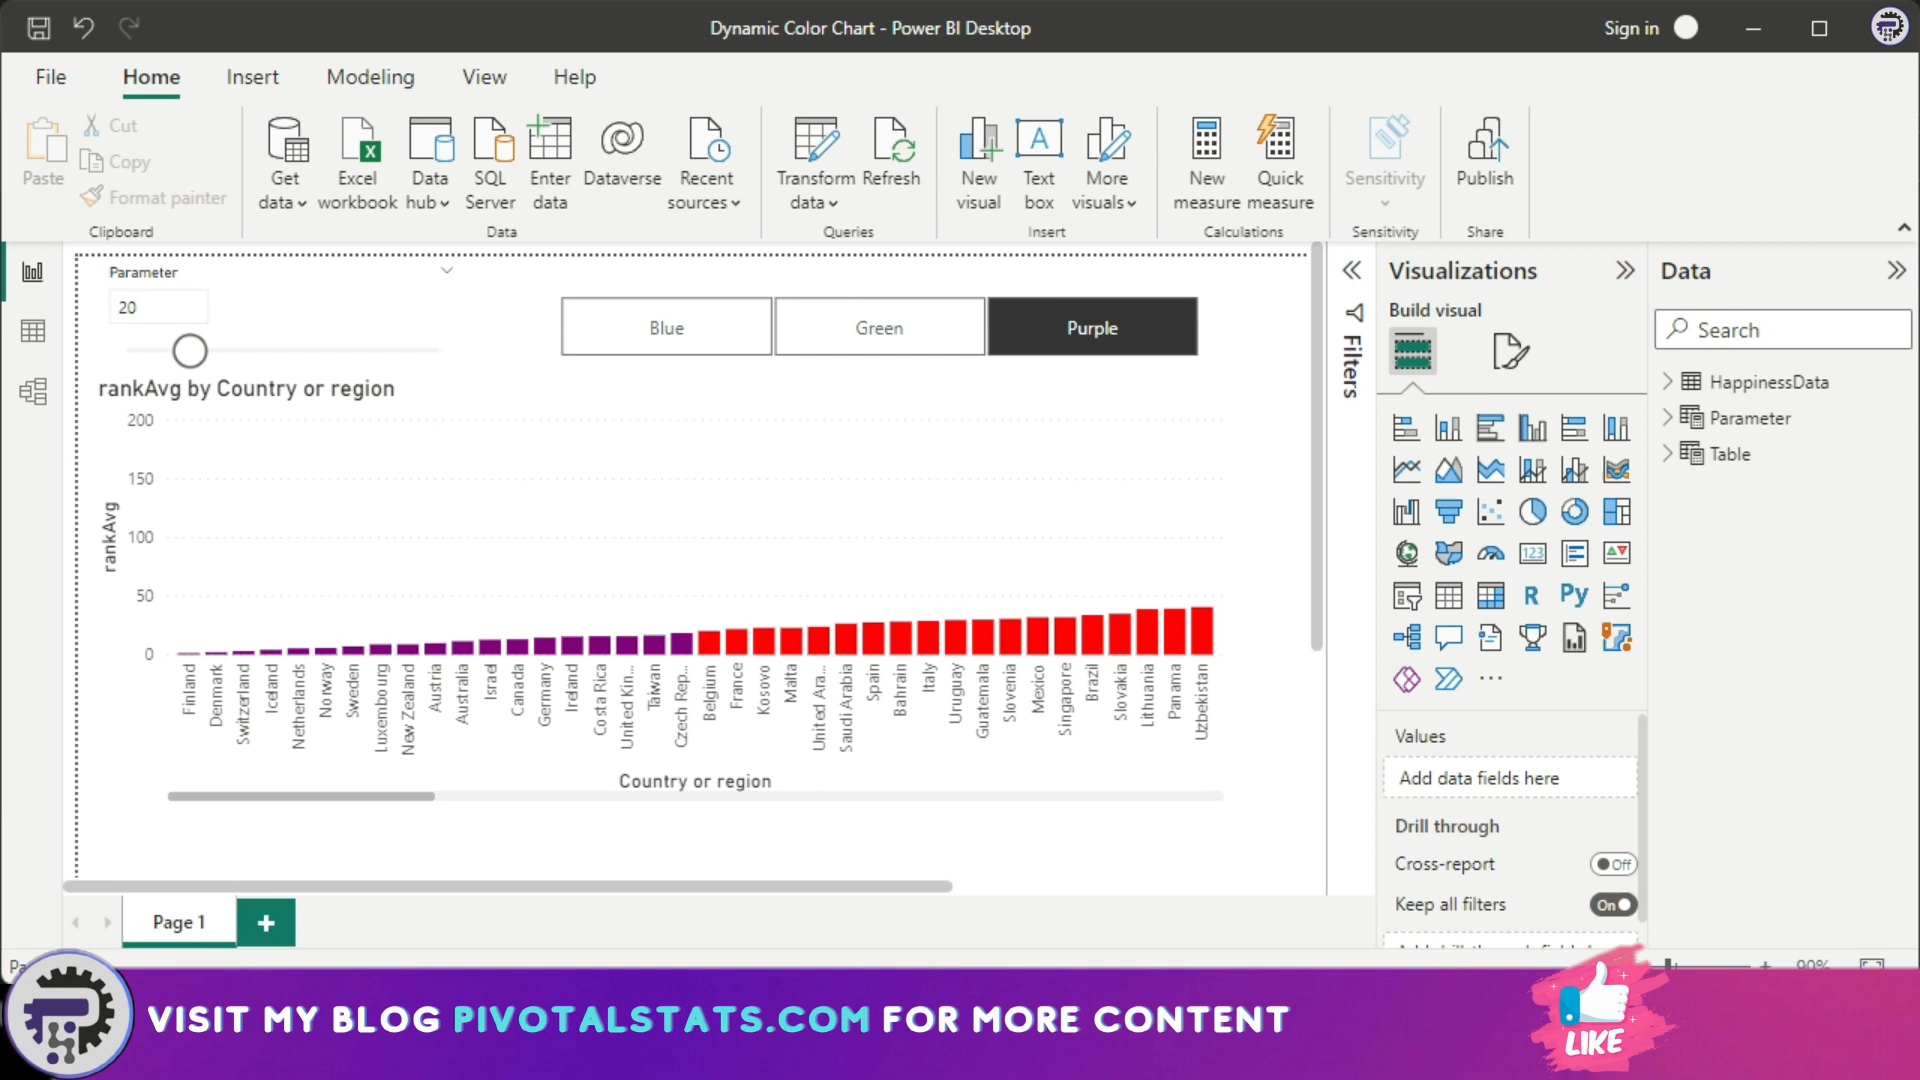 Dynamic Color Chart - Power BI Desktop
Sign in
File
Home
Insert
Modeling
View
Help
Paste
Cut
Copy
Format painter
Clipboard
Get data
Excel workbook
Data hub
SQL Server
Enter data
Dataverse
Recent sources
Data
Transform data
Refresh
Queries
New visual
Text box
More visuals
Insert
New measure
Quick measure
Calculations
Sensitivity
Sensitivity
Publish
Share
Parameter
20
Blue
Green
Purple
rankAvg by Country or region
200
150
100
50
0
rankAvg
Finland
Denmark
Switzerland
Iceland
Netherlands
Norway
Sweden
Luxembourg
New Zealand
Austria
Australia
Israel
Canada
Germany
Ireland
Costa Rica
United Kin...
Taiwan
Czech Rep...
Belgium
France
Kosovo
Malta
United Ara...
Saudi Arabia
Spain
Bahrain
Italy
Uruguay
Guatemala
Slovenia
Mexico
Singapore
Brazil
Slovakia
Lithuania
Panama
Uzbekistan
Country or region
Filters
Visualizations
Build visual
123
R
Py
Values
Add data fields here
Drill through
Cross-report
Off
Keep all filters
On
Data
Search
HappinessData
Parameter
Table
Page 1
90%
VISIT MY BLOG PIVOTALSTATS.COM FOR MORE CONTENT
LIKE